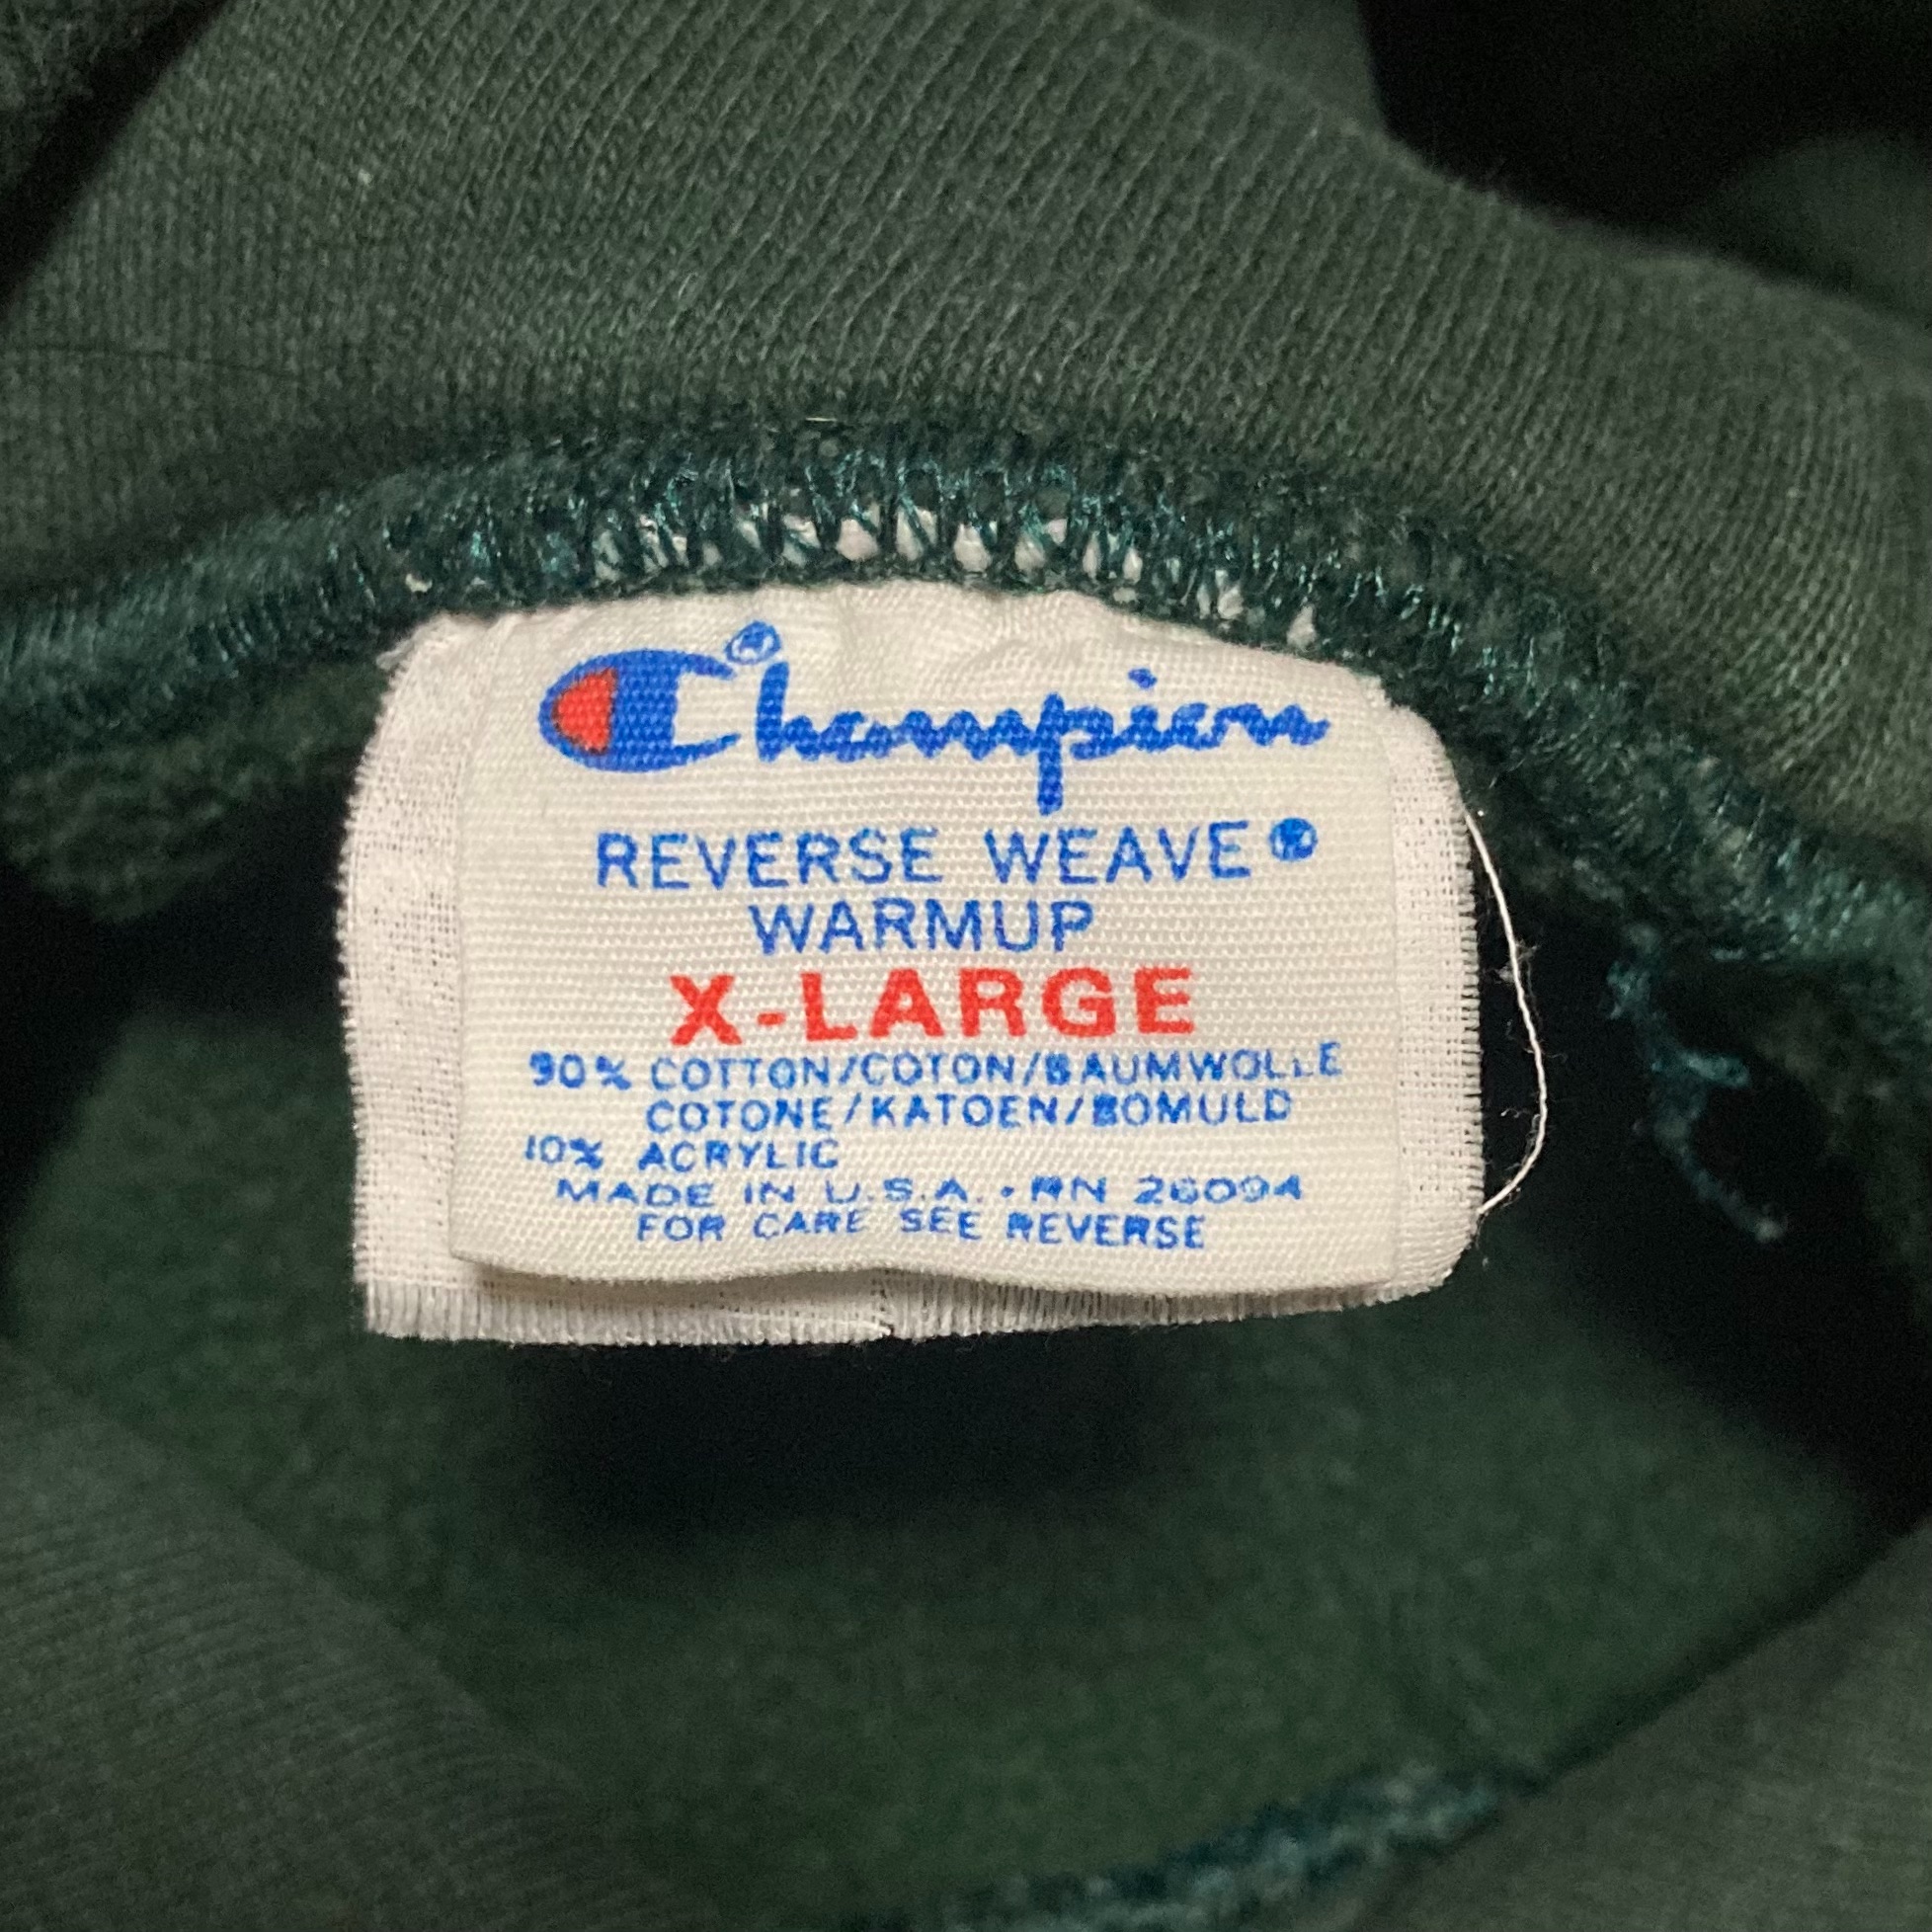 Champion®
REVERSE WEAVE®
WARMUP
X-LARGE
90% COTTON/COTON/BAUMWOLLE
COTONE/KATOEN/BOMULD
10% ACRYLIC
MADE IN U.S.A. • RN 26094
FOR CARE SEE REVERSE